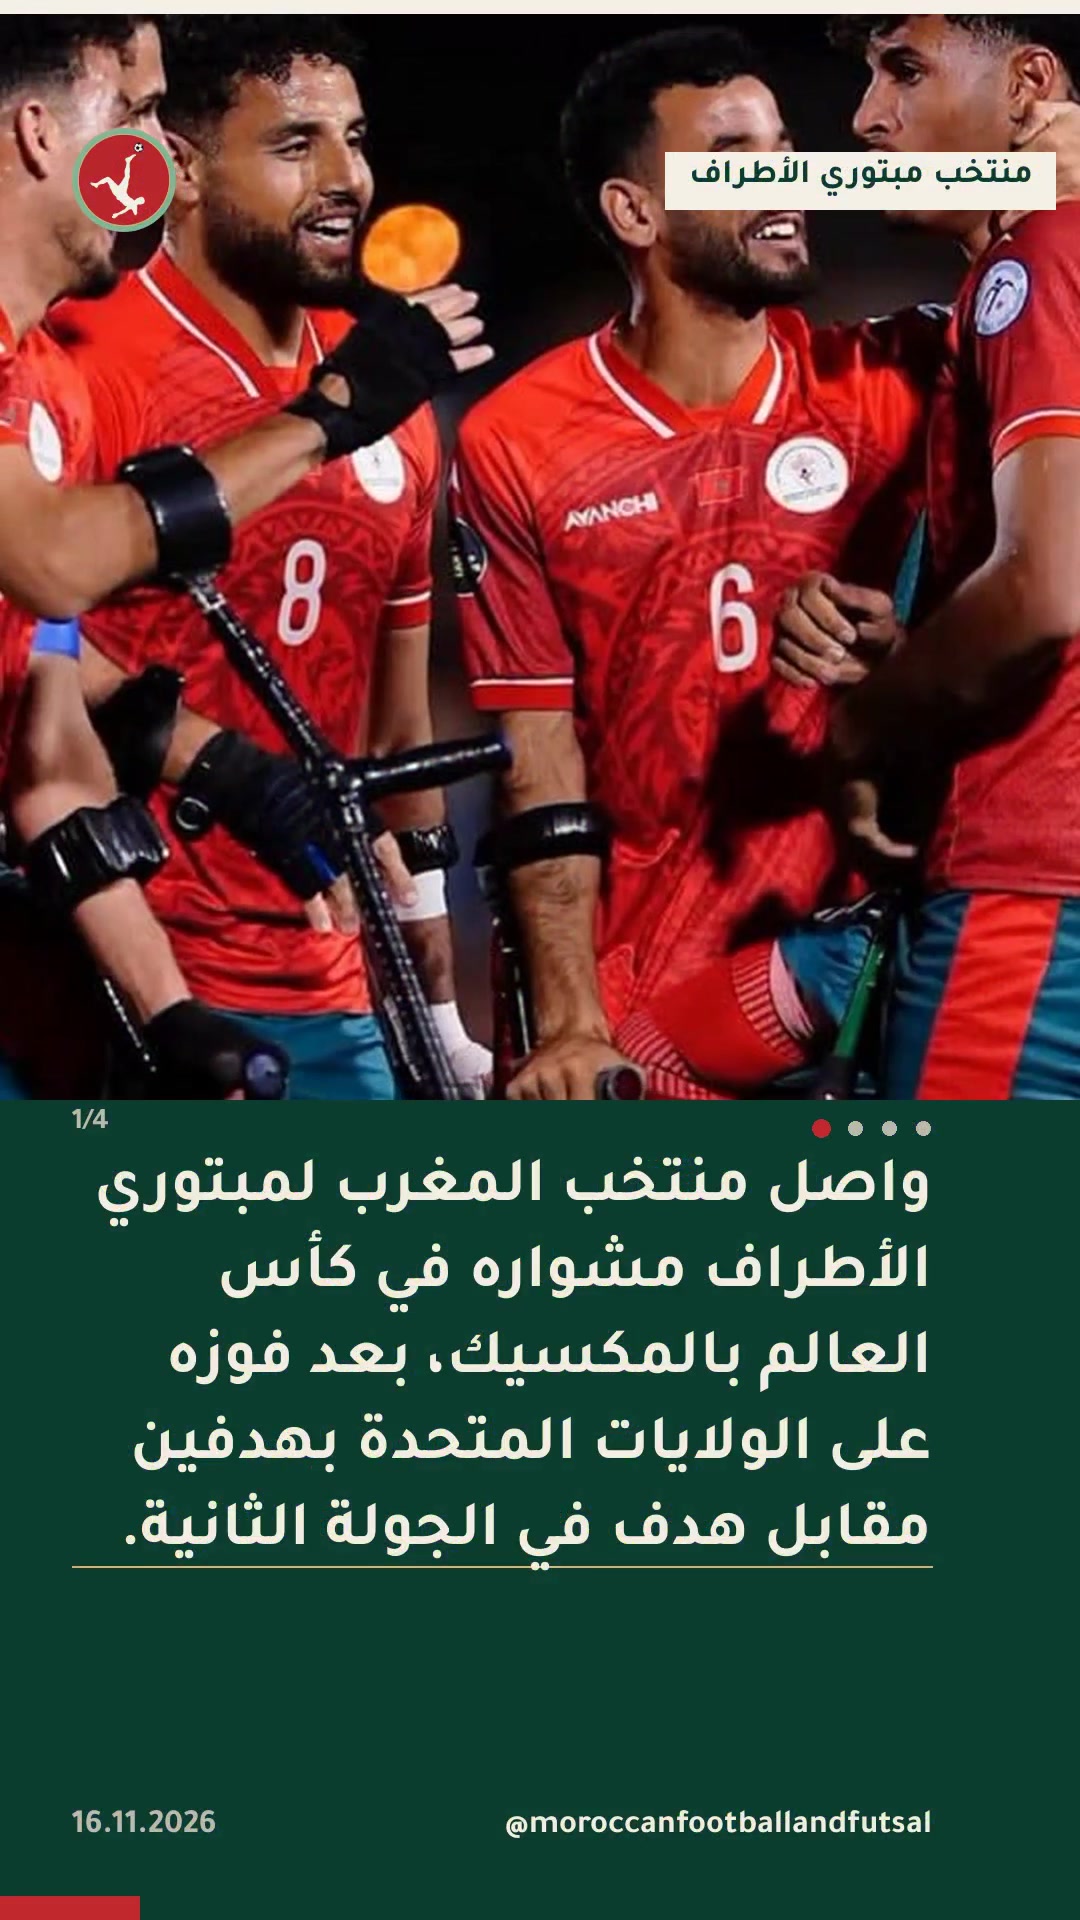 منتخب مبتوري الأطراف
AYANCHI
8
6
1/4
واصل منتخب المغرب لمبتوري
الأطراف مشواره في كأس
العالم بالمكسيك، بعد فوزه
على الولايات المتحدة بهدفين
مقابل هدف في الجولة الثانية.
16.11.2026
@moroccanfootballandfutsal